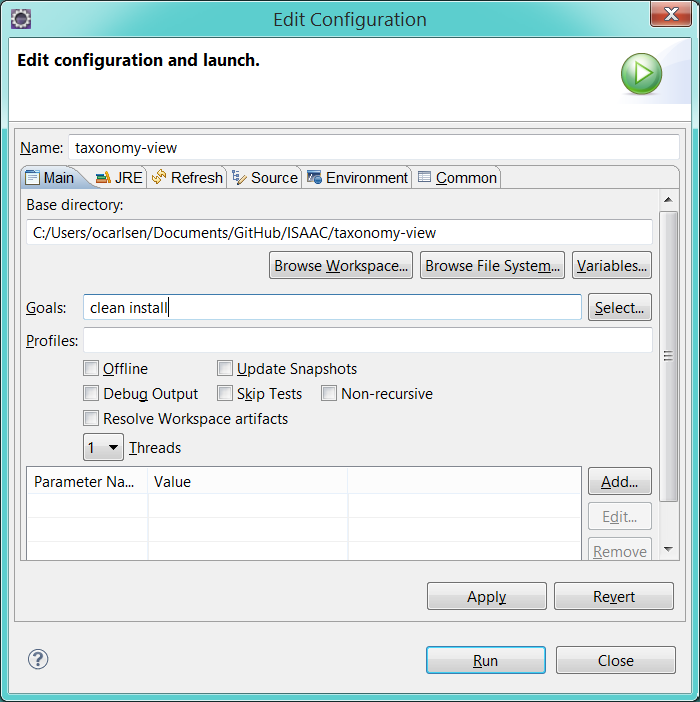 Edit Configuration
Edit configuration and launch.
Name: taxonomy-view
Main JRE Refresh Source Environment Common
Base directory:
C:/Users/ocarlsen/Documents/GitHub/ISAAC/taxonomy-view
Browse Workspace... Browse File System... Variables...
Goals: clean install Select...
Profiles:
Offline Update Snapshots
Debug Output Skip Tests Non-recursive
Resolve Workspace artifacts
1 Threads
Parameter Na... Value Add...
Edit...
Remove
Apply Revert
? Run Close